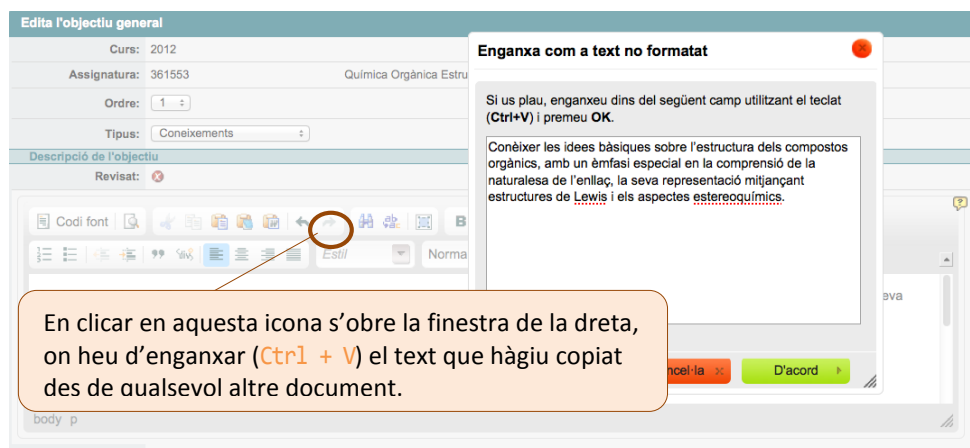 Edita l'objectiu general
Curs: 2012
Assignatura: 361553 Química Orgànica Estru
Ordre: 1
Tipus: Coneixements
Descripció de l'objectiu
Revisat:
Codi font
B
Estil
Norma
eva
body p
Enganxa com a text no formatat
Si us plau, enganxeu dins del següent camp utilitzant el teclat
(Ctrl+V) i premeu OK.
Conèixer les idees bàsiques sobre l'estructura dels compostos
orgànics, amb un èmfasi especial en la comprensió de la
naturalesa de l'enllaç, la seva representació mitjançant
estructures de Lewis i els aspectes estereoquímics.
ncel·la
D'acord
En clicar en aquesta icona s'obre la finestra de la dreta,
on heu d'enganxar (Ctrl + V) el text que hàgiu copiat
des de qualsevol altre document.